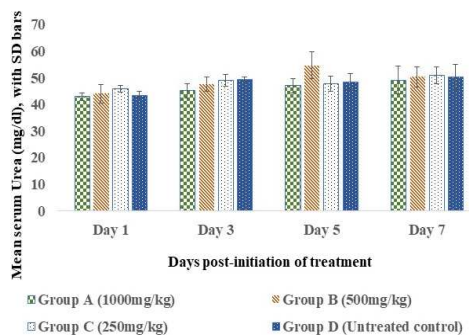 Mean serum Urea (mg/dl), with SD bars
70
60
50
40
30
20
10
0
Day 1 Day 3 Day 5 Day 7
Days post-initiation of treatment
Group A (1000mg/kg) Group B (500mg/kg)
Group C (250mg/kg) Group D (Untreated control)